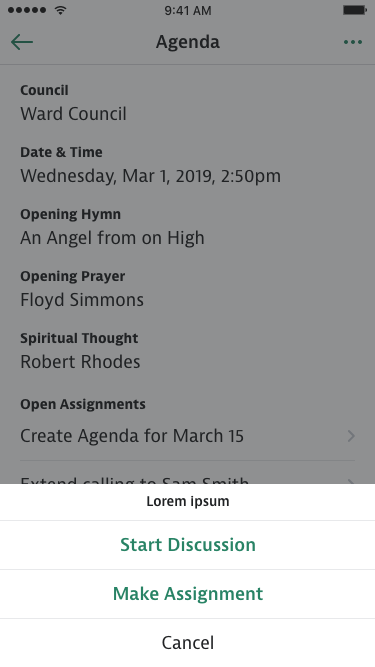 9:41 AM
Agenda
Council
Ward Council
Date & Time
Wednesday, Mar 1, 2019, 2:50pm
Opening Hymn
An Angel from on High
Opening Prayer
Floyd Simmons
Spiritual Thought
Robert Rhodes
Open Assignments
Create Agenda for March 15
Extend calling to Sam Smith
Lorem ipsum
Start Discussion
Make Assignment
Cancel